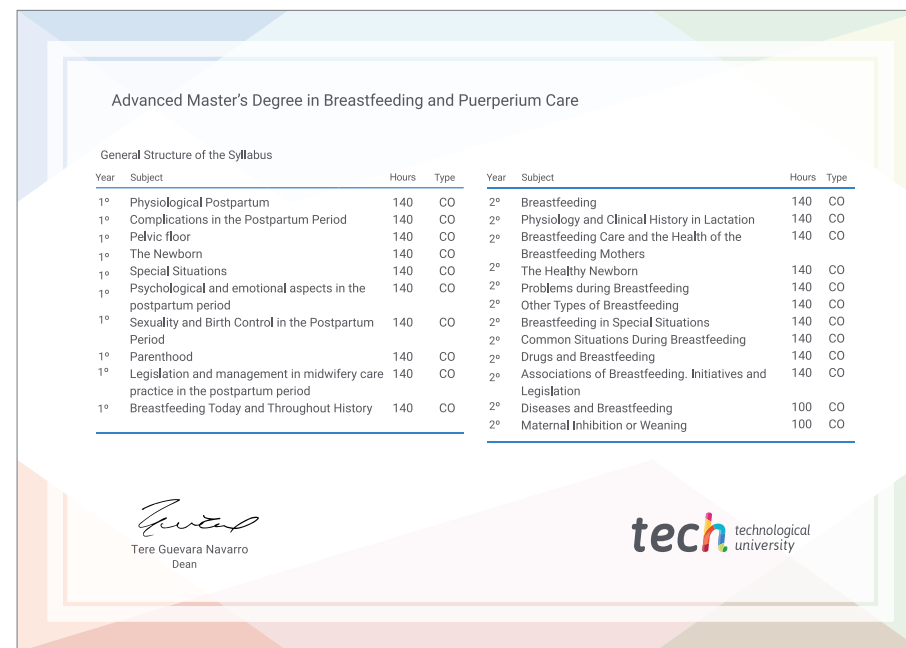 Advanced Master's Degree in Breastfeeding and Puerperium Care
General Structure of the Syllabus
Year Subject Hours Type
1º Physiological Postpartum 140 CO
1º Complications in the Postpartum Period 140 CO
1º Pelvic floor 140 CO
1º The Newborn 140 CO
1º Special Situations 140 CO
1º Psychological and emotional aspects in the 140 CO
postpartum period
1º Sexuality and Birth Control in the Postpartum 140 CO
Period
1º Parenthood 140 CO
1º Legislation and management in midwifery care 140 CO
practice in the postpartum period
1º Breastfeeding Today and Throughout History 140 CO
Year Subject Hours Type
2º Breastfeeding 140 CO
2º Physiology and Clinical History in Lactation 140 CO
2º Breastfeeding Care and the Health of the 140 CO
Breastfeeding Mothers
2º The Healthy Newborn 140 CO
2º Problems during Breastfeeding 140 CO
2º Other Types of Breastfeeding 140 CO
2º Breastfeeding in Special Situations 140 CO
2º Common Situations During Breastfeeding 140 CO
2º Drugs and Breastfeeding 140 CO
2º Associations of Breastfeeding. Initiatives and 140 CO
Legislation
2º Diseases and Breastfeeding 100 CO
2º Maternal Inhibition or Weaning 100 CO
Tere Guevara Navarro
Dean
tech technological
university